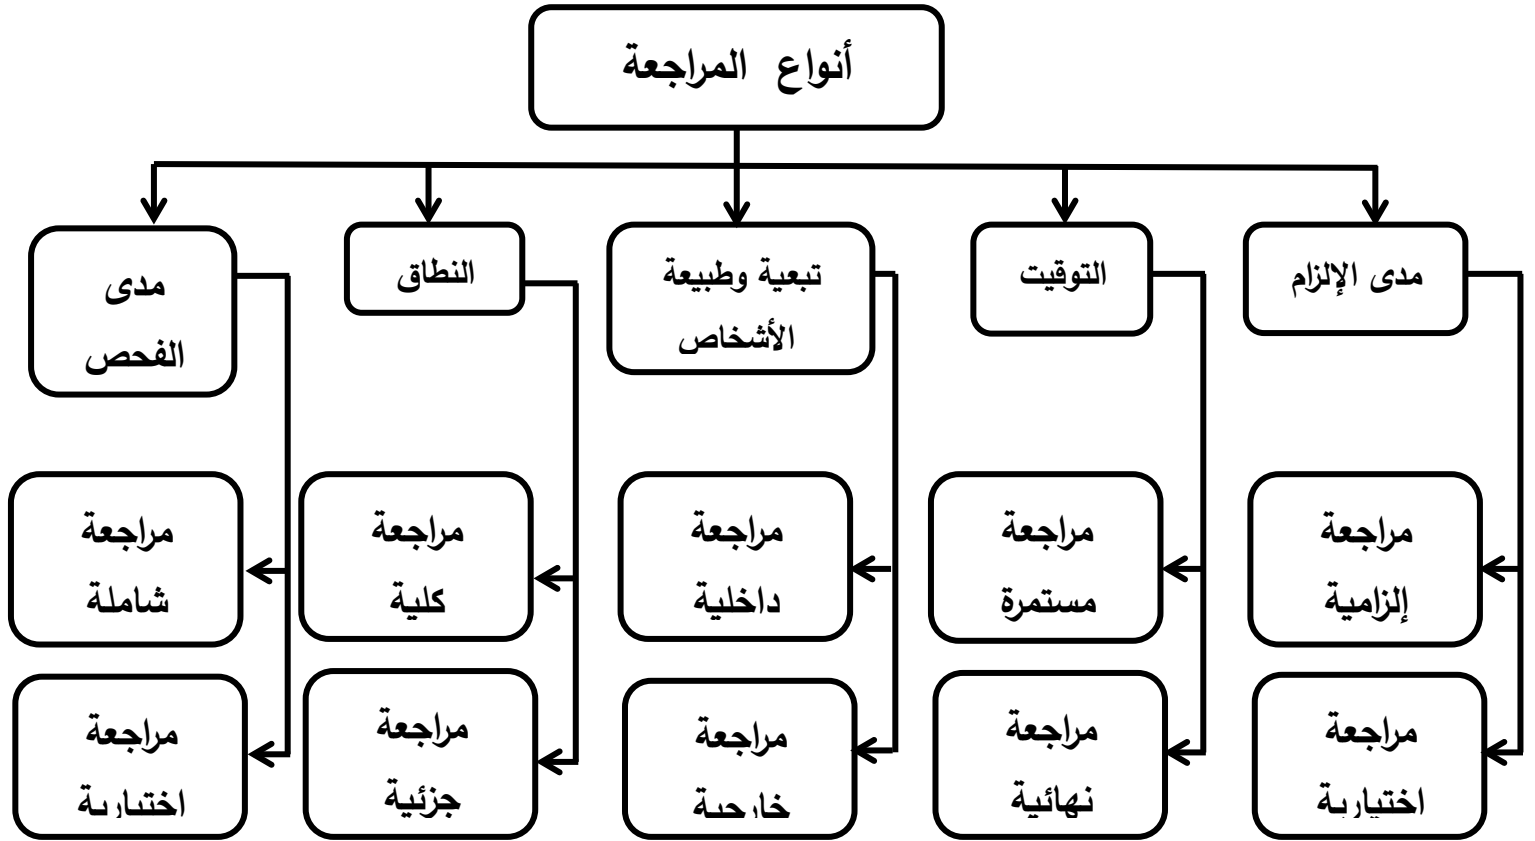 أنواع المراجعة
مدى الإلزام
التوقيت
تبعية وطبيعة
الأشخاص
النطاق
مدى
الفحص
مراجعة
إلزامية
مراجعة
مستمرة
مراجعة
داخلية
مراجعة
كلية
مراجعة
شاملة
مراجعة
اختيارية
مراجعة
نهائية
مراجعة
خارجية
مراجعة
جزئية
مراجعة
اختيارية